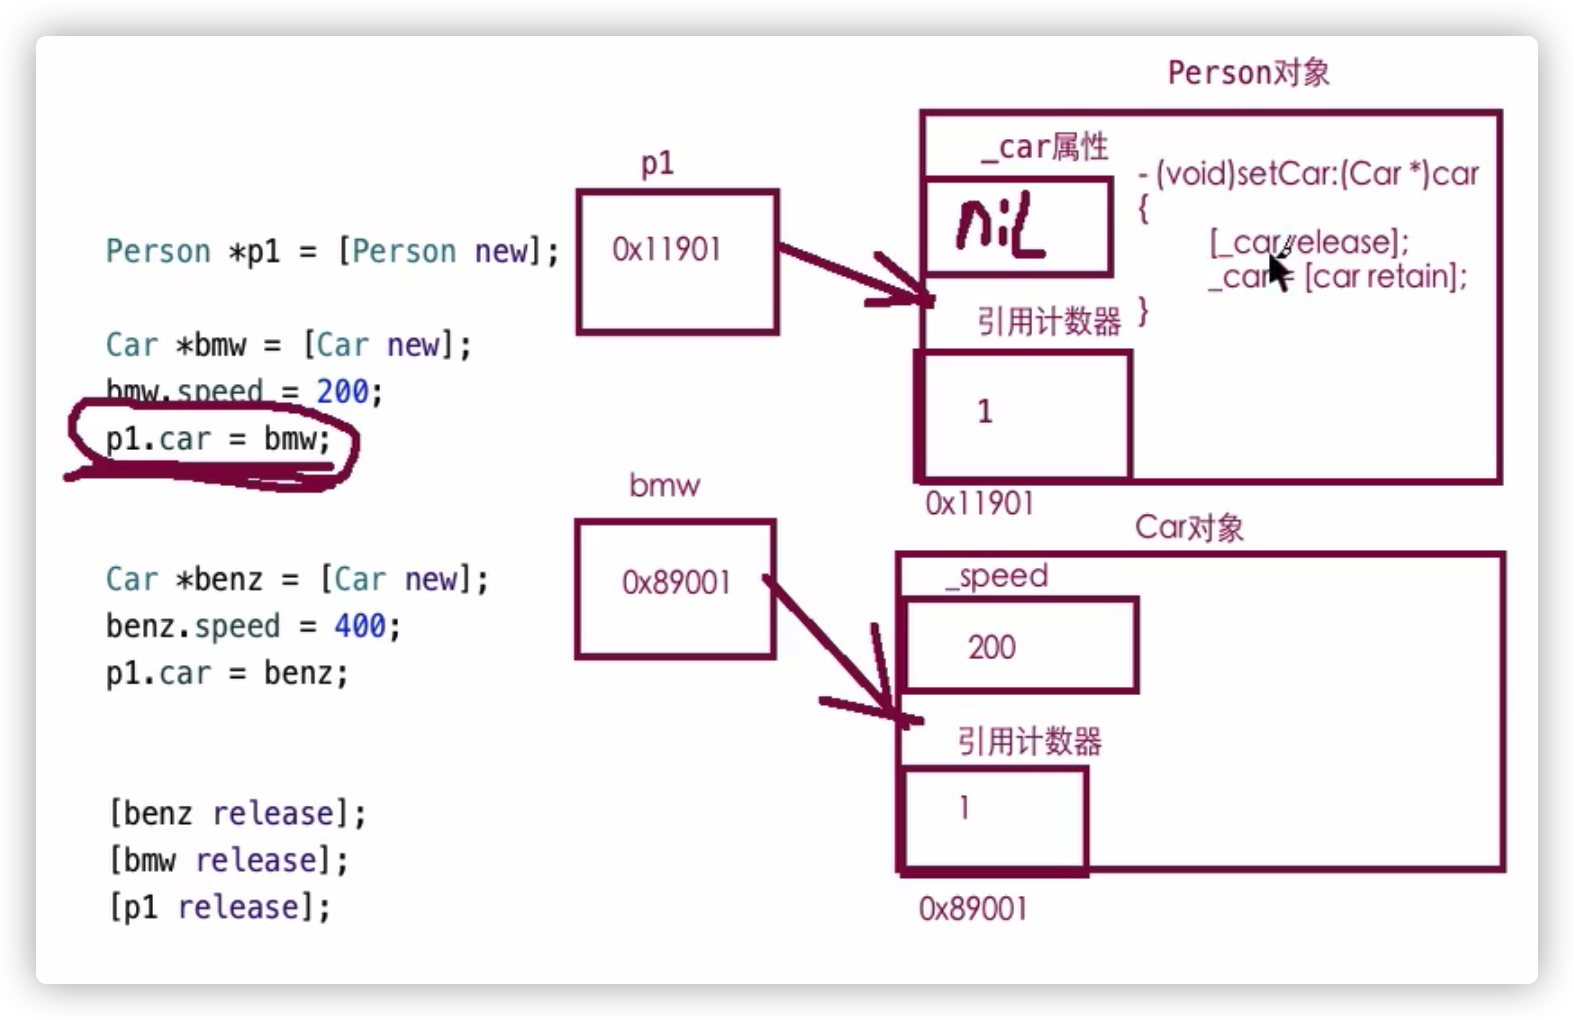 Person *p1 = [Person new];
Car *bmw = [Car new];
bmw.speed = 200;
p1.car = bmw;
Car *benz = [Car new];
benz.speed = 400;
p1.car = benz;
[benz release];
[bmw release];
[p1 release];
p1
0x11901
bmw
0x89001
Person对象
_car属性
nil
- (void)setCar:(Car *)car
{
[_car release];
_car = [car retain];
}
引用计数器
1
0x11901
Car对象
_speed
200
引用计数器
1
0x89001